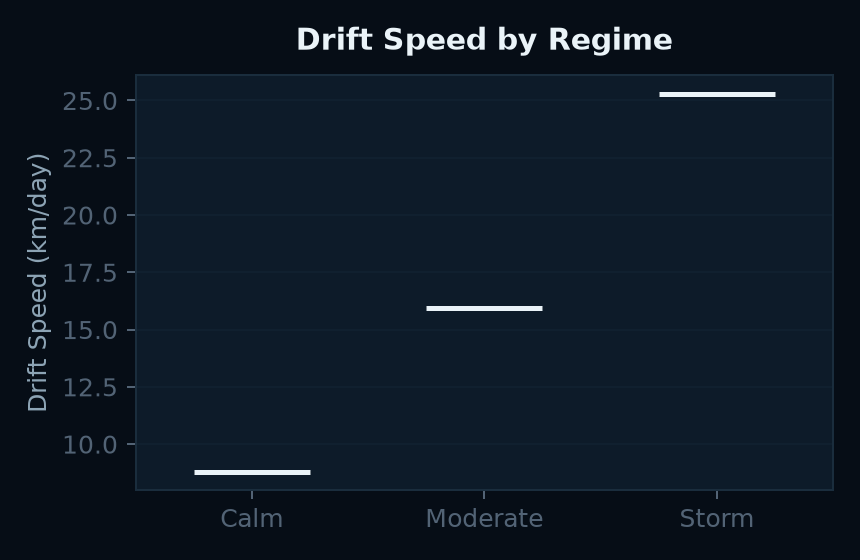 Drift Speed by Regime
Drift Speed (km/day)
25.0
22.5
20.0
17.5
15.0
12.5
10.0
Calm Moderate Storm